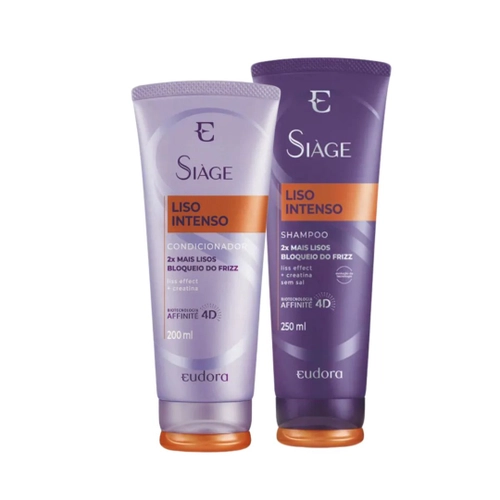 SIÀGE
LISO
INTENSO
CONDICIONADOR
2x MAIS LISOS
BLOQUEIO DO FRIZZ
liss effect
+ creatina
BIOTECNOLOGIA
AFFINITÉ 4D
200 ml
eudora
SIÀGE
LISO
INTENSO
SHAMPOO
2x MAIS LISOS
BLOQUEIO DO FRIZZ
liss effect
+ creatina
sem sal
BIOTECNOLOGIA
AFFINITÉ 4D
250 ml
eudora